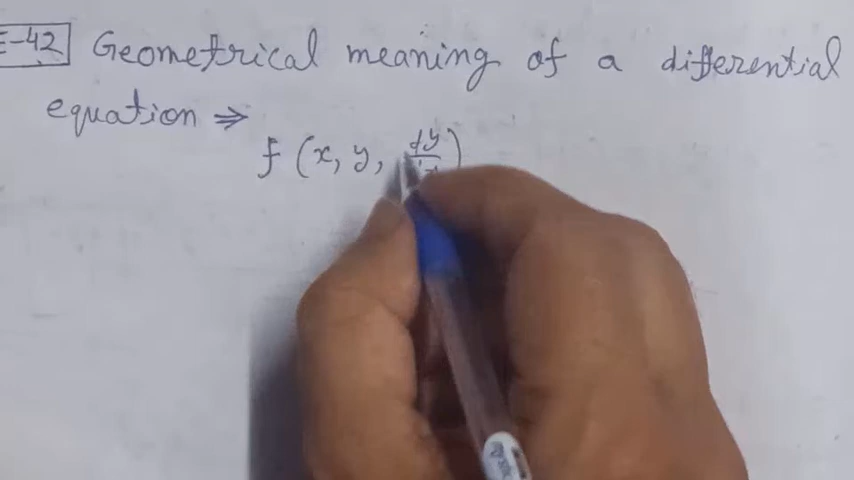 E-42 Geometrical meaning of a differential
equation ⇒
f (x, y, dy/dx)